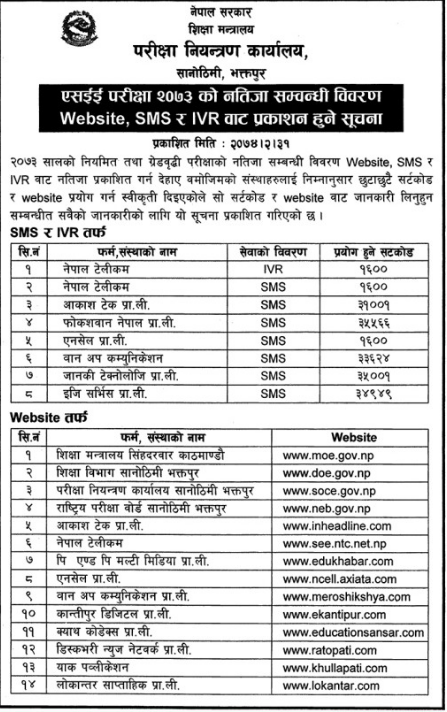 नेपाल सरकार
शिक्षा मन्त्रालय
परीक्षा नियन्त्रण कार्यालय,
सानोठिमी, भक्तपुर
एसईई परीक्षा २०७३ को नतिजा सम्बन्धी विवरण
Website, SMS र IVR वाट प्रकाशन हुने सूचना
प्रकाशित मिति : २०७४।२।३१
२०७३ सालको नियमित तथा ग्रेडवृद्धी परीक्षाको नतिजा सम्बन्धी विवरण Website, SMS र
IVR वाट नतिजा प्रकाशित गर्न देहाए वमोजिमको संस्थाहरुलाई निम्नानुसार छुटाछुटै सर्टकोड
र website प्रयोग गर्न स्वीकृती दिइएकोले सो सर्टकोड र website वाट जानकारी लिनुहुन
सम्बन्धीत सवैको जानकारीको लागि यो सूचना प्रकाशित गरिएको छ ।
SMS र IVR तर्फ
सि.नं फर्म,संस्थाको नाम सेवाको विवरण प्रयोग हुने सटकोड
१ नेपाल टेलीकम IVR १६००
२ नेपाल टेलीकम SMS १६००
३ आकाश टेक प्रा.ली. SMS ३१००१
४ फोकशवान नेपाल प्रा.ली. SMS ३५५६६
५ एनसेल प्रा.ली. SMS १६००
६ वान अप कम्युनिकेशन SMS ३३६२४
७ जानकी टेक्नोलोजि प्रा.ली. SMS ३५००१
८ इजि सर्भिस प्रा.ली. SMS ३४९४९
Website तर्फ
सि.नं फर्म, संस्थाको नाम Website
१ शिक्षा मन्त्रालय सिंहदरवार काठमाण्डौ www.moe.gov.np
२ शिक्षा विभाग सानोठिमी भक्तपुर www.doe.gov.np
३ परीक्षा नियन्त्रण कार्यालय सानोठिमी भक्तपुर www.soce.gov.np
४ राष्ट्रिय परीक्षा बोर्ड सानोठिमी भक्तपुर www.neb.gov.np
५ आकाश टेक प्रा.ली. www.inheadline.com
६ नेपाल टेलीकम www.see.ntc.net.np
७ पि एण्ड पि मल्टी मिडिया प्रा.ली. www.edukhabar.com
८ एनसेल प्रा.ली. www.ncell.axiata.com
९ वान अप कम्युनिकेशन प्रा.ली. www.meroshikshya.com
१० कान्तीपुर डिजिटल प्रा.ली. www.ekantipur.com
११ क्याथ कोडेक्स प्रा.ली. www.educationsansar.com
१२ डिस्कभरी न्युज नेटवर्क प्रा.ली. www.ratopati.com
१३ याक पव्लीकेशन www.khullapati.com
१४ लोकान्तर साप्ताहिक प्रा.ली. www.lokantar.com